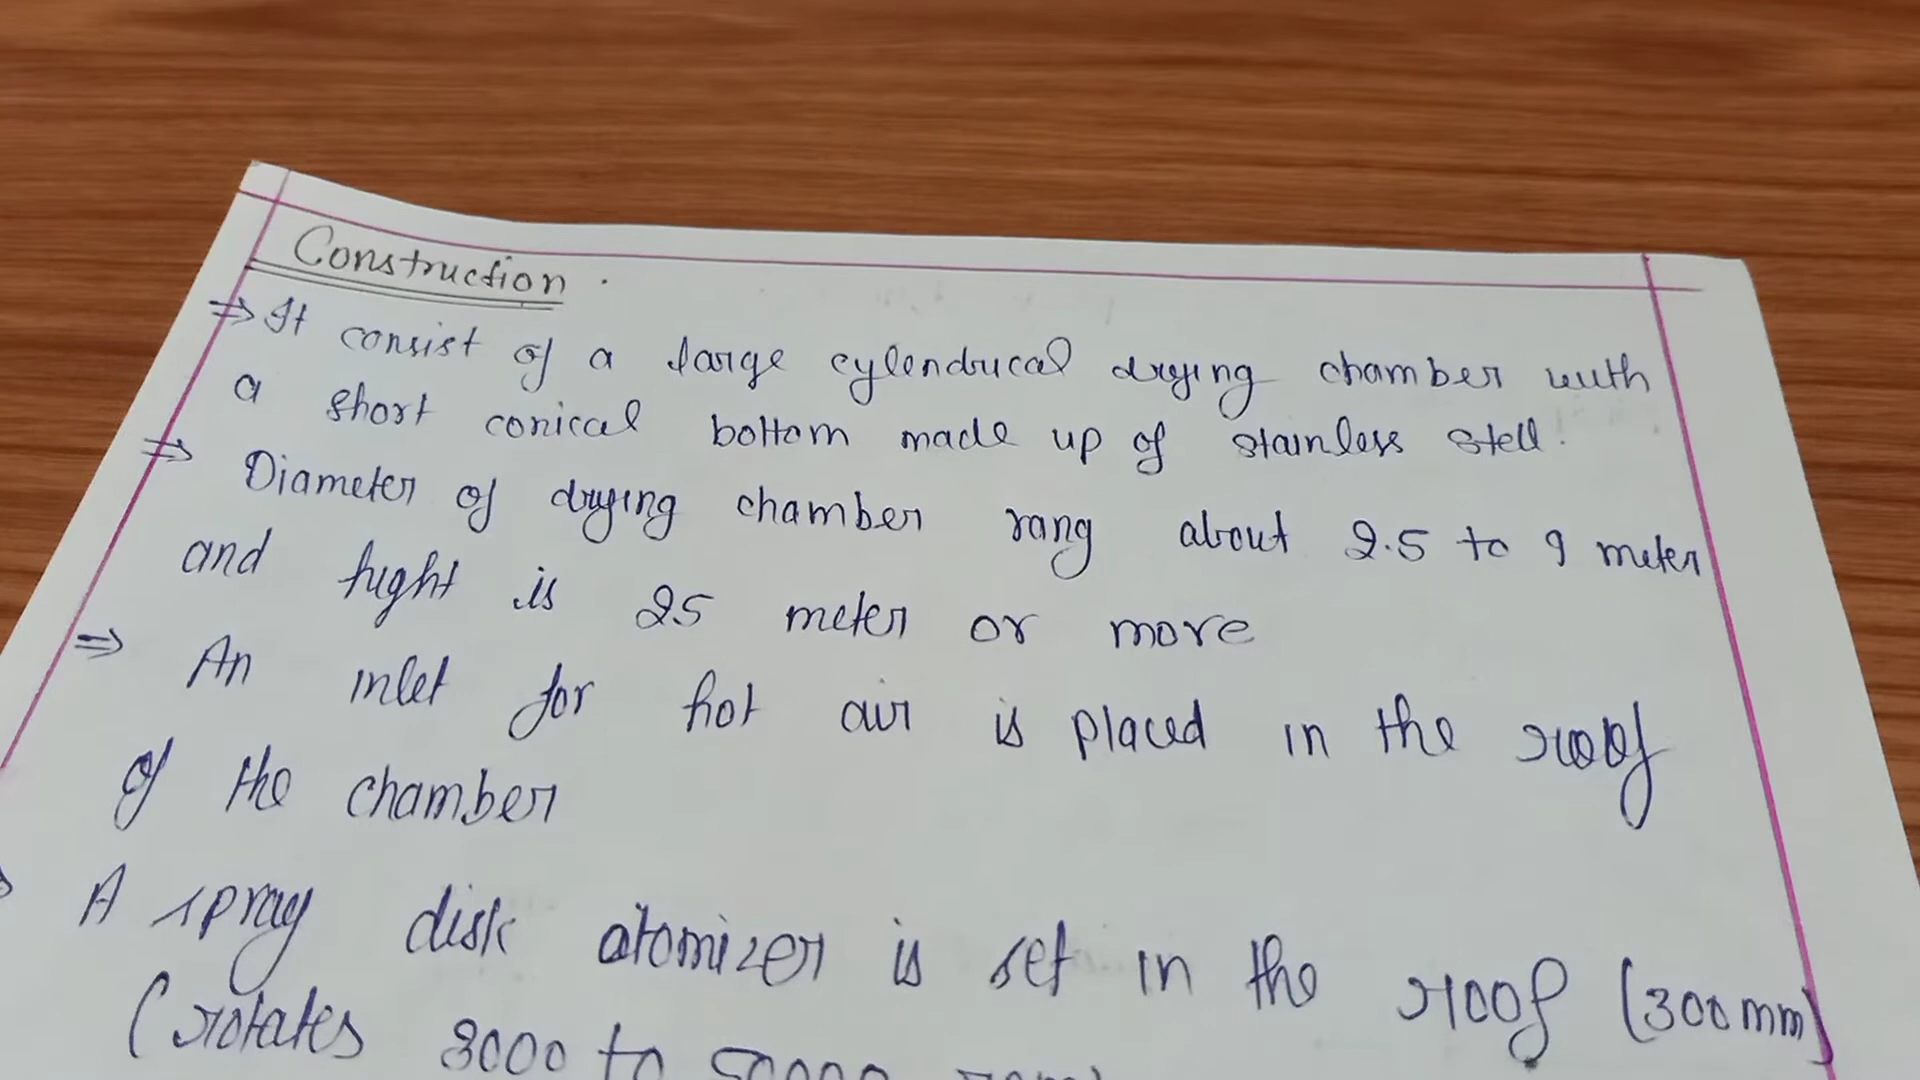 Construction.
⇒ It consist of a large cylendrical drying chamber with
a short conical bottom made up of stainless stell.
⇒ Diameter of drying chamber rang about 2.5 to 9 meter
and hight is 25 meter or more
⇒ An inlet for hot air is placed in the roof
of the chamber
A spray disk atomizer is set in the roof (300mm)
(rotates 3000 to 50000 rpm)